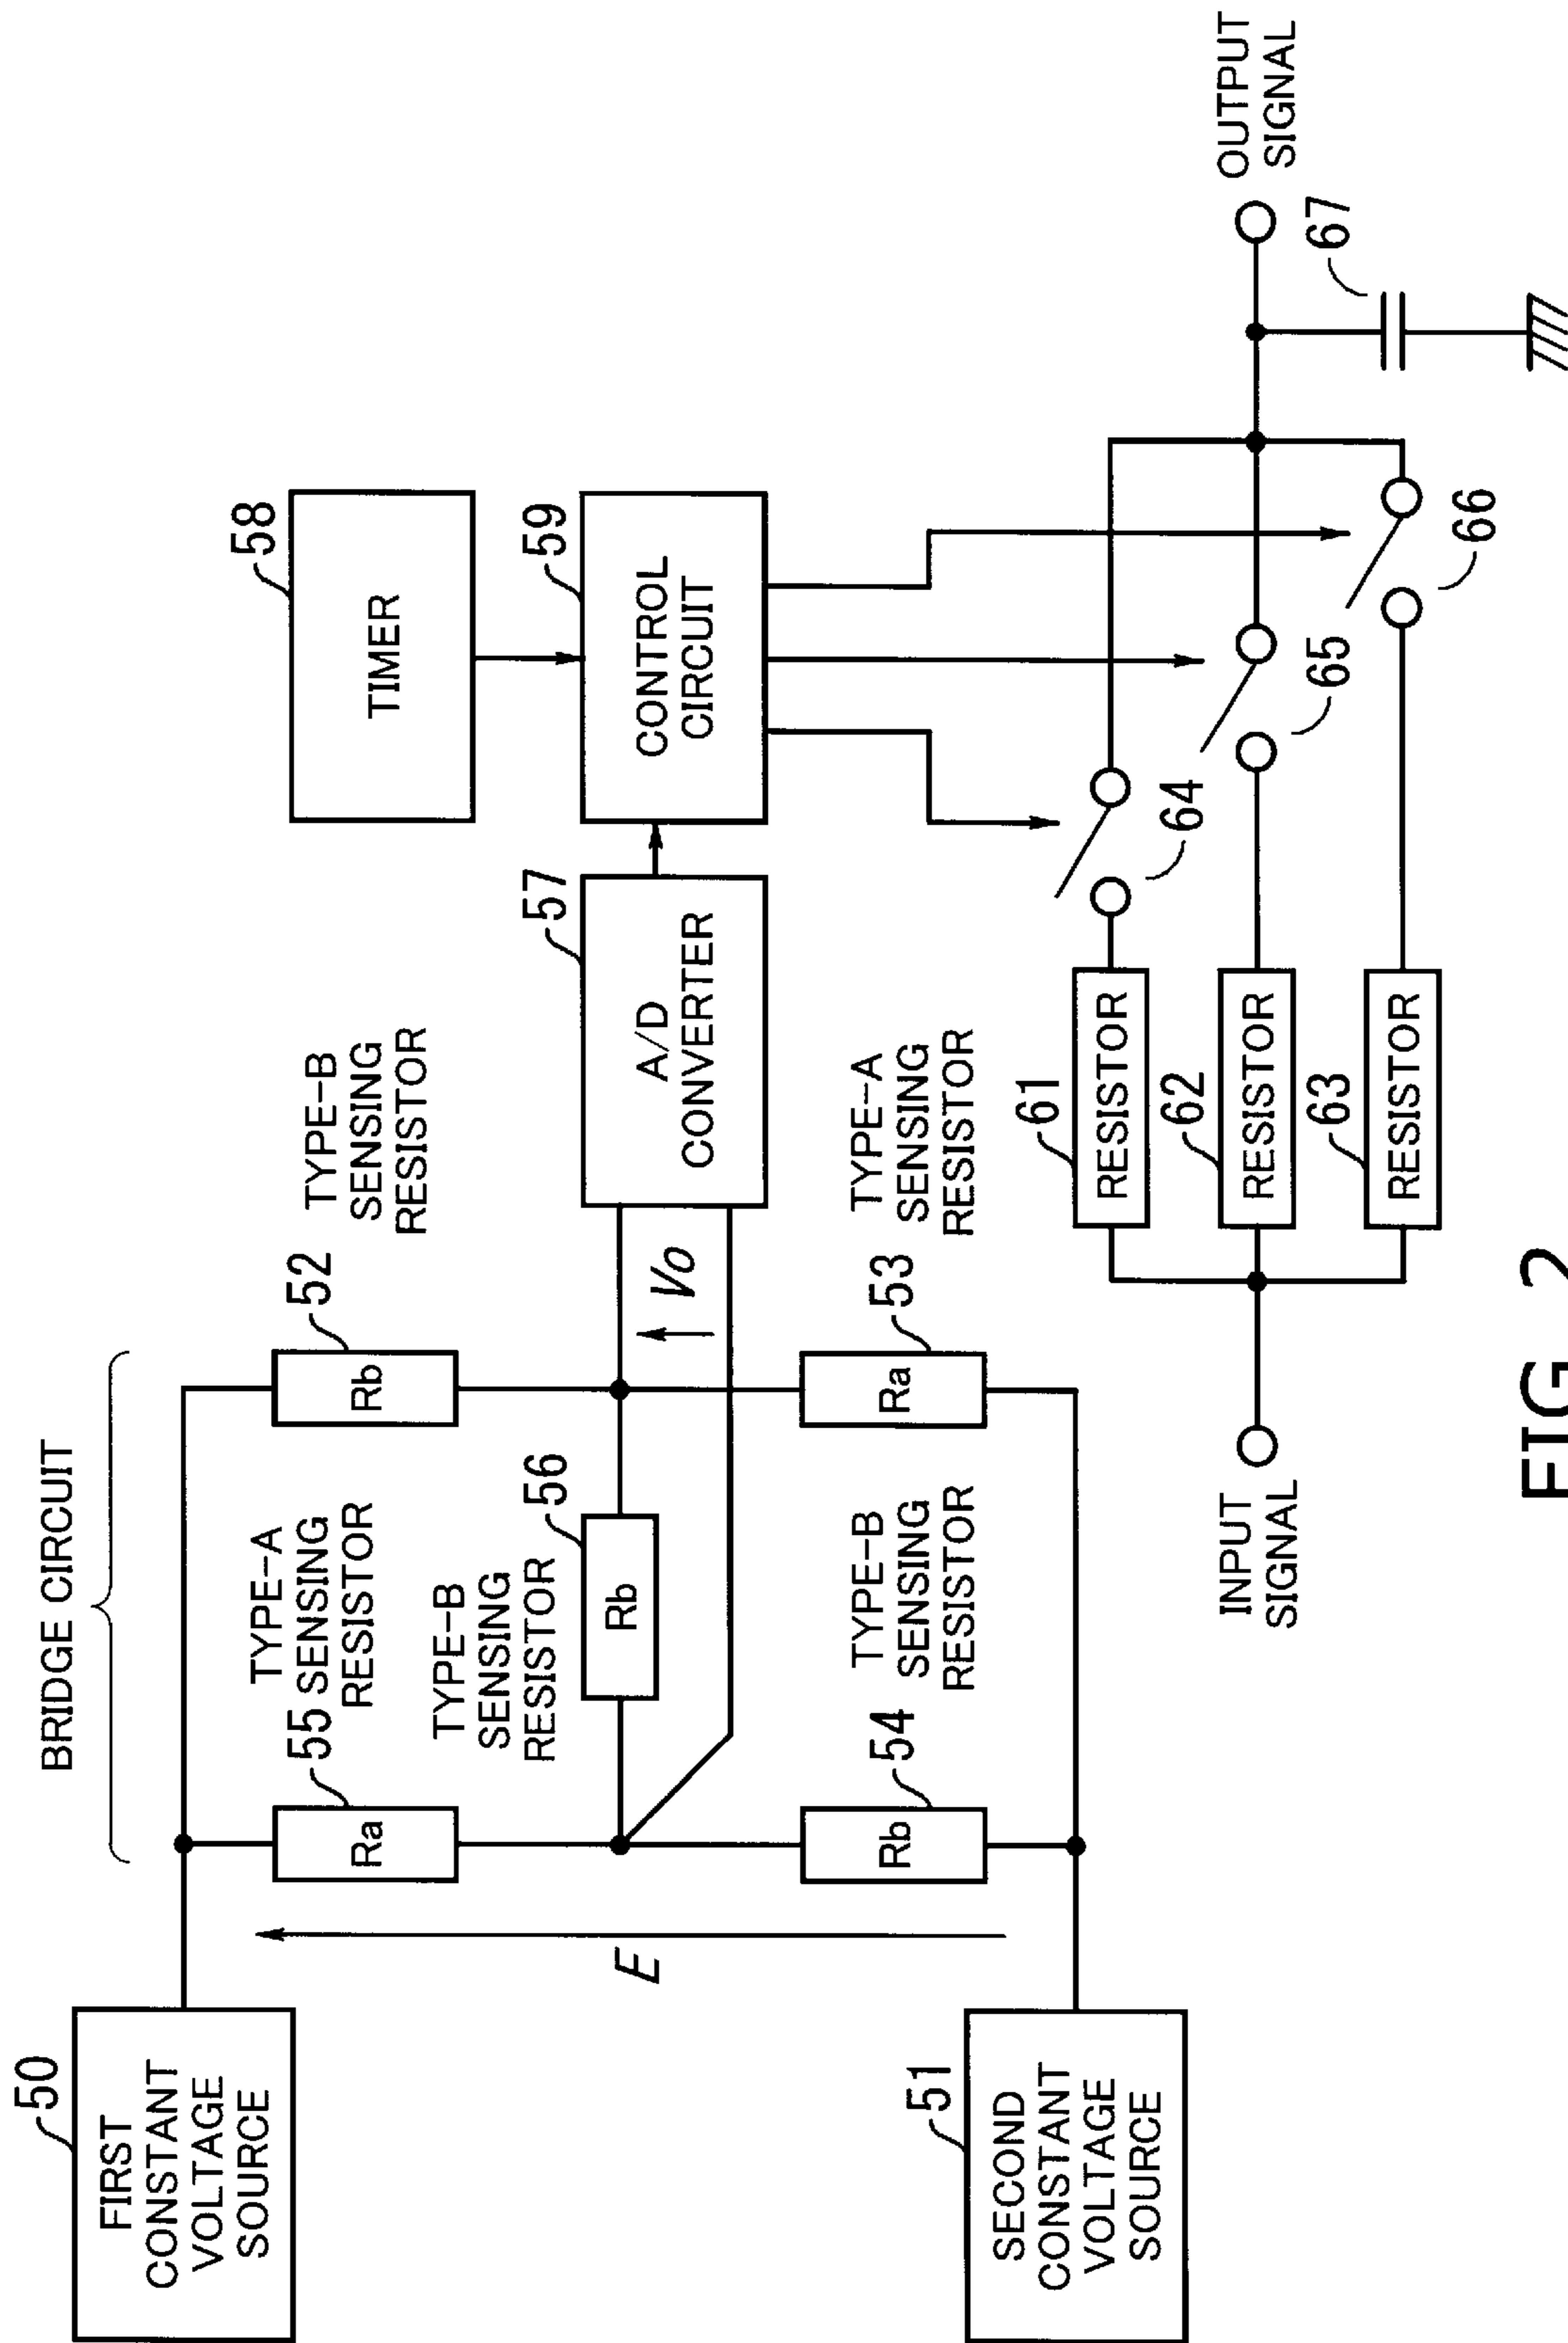 BRIDGE CIRCUIT
50
FIRST
CONSTANT
VOLTAGE
SOURCE
51
SECOND
CONSTANT
VOLTAGE
SOURCE
E
55
TYPE-A
SENSING
RESISTOR
Ra
52
TYPE-B
SENSING
RESISTOR
Rb
TYPE-B
SENSING
RESISTOR
56
Rb
54
TYPE-B
SENSING
RESISTOR
Rb
53
TYPE-A
SENSING
RESISTOR
Ra
Vo
57
A/D
CONVERTER
58
TIMER
59
CONTROL
CIRCUIT
INPUT
SIGNAL
61
RESISTOR
62
RESISTOR
63
RESISTOR
64
65
66
67
OUTPUT
SIGNAL
FIG. 2